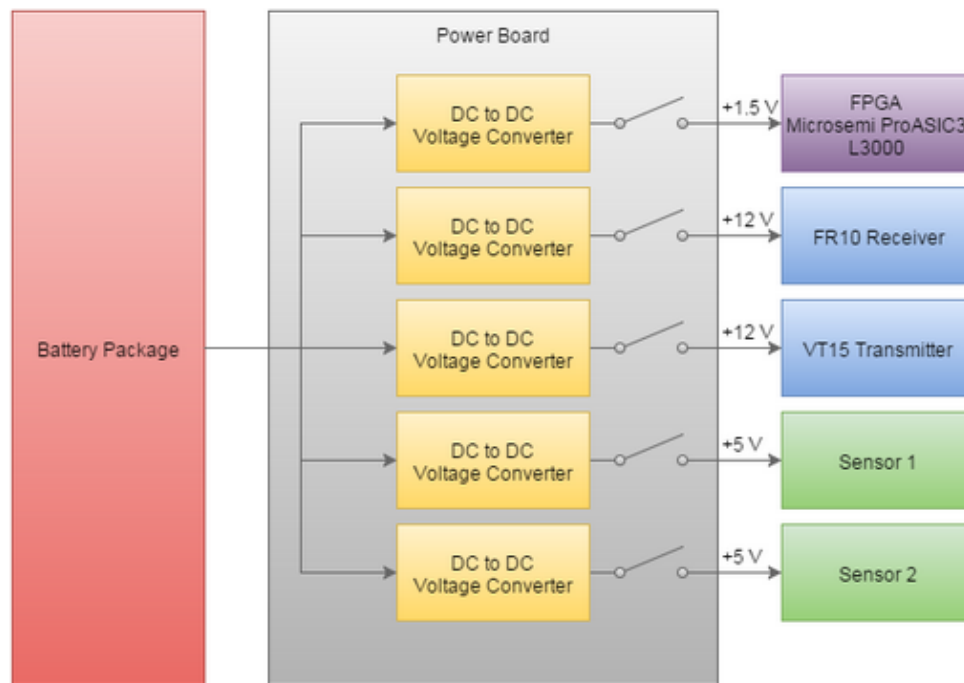 Power Board
Battery Package
DC to DC
Voltage Converter
+1.5 V
FPGA
Microsemi ProASIC3
L3000
DC to DC
Voltage Converter
+12 V
FR10 Receiver
DC to DC
Voltage Converter
+12 V
VT15 Transmitter
DC to DC
Voltage Converter
+5 V
Sensor 1
DC to DC
Voltage Converter
+5 V
Sensor 2